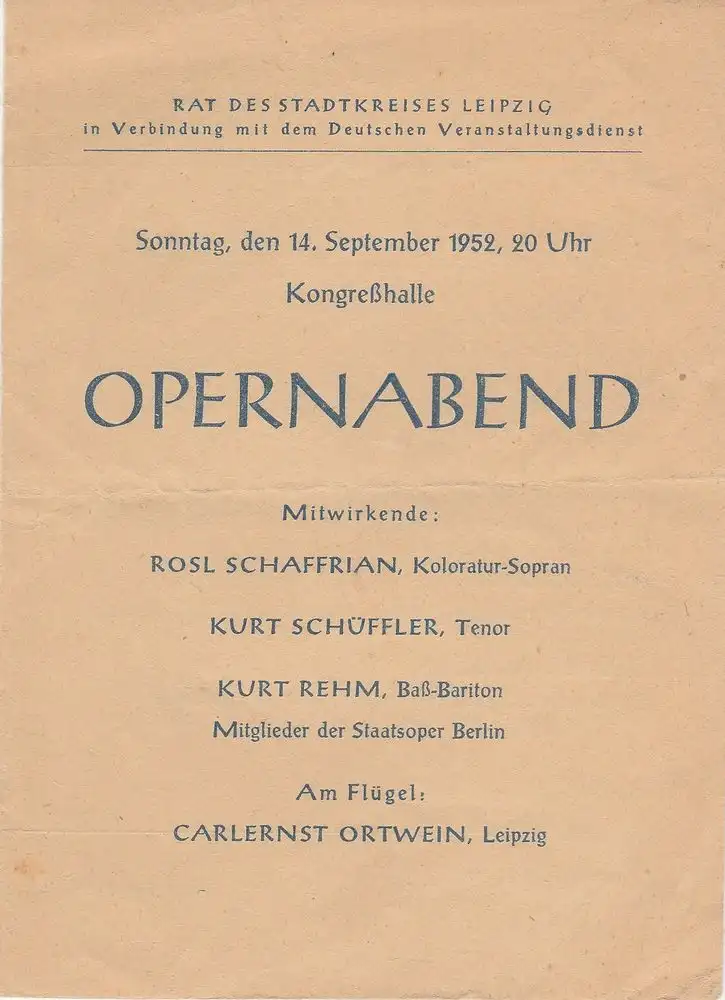 RAT DES STADTKREISES LEIPZIG
in Verbindung mit dem Deutschen Veranstaltungsdienst
Sonntag, den 14. September 1952, 20 Uhr
Kongreßhalle
OPERNABEND
Mitwirkende:
ROSL SCHAFFRIAN, Koloratur-Sopran
KURT SCHÜFFLER, Tenor
KURT REHM, Baß-Bariton
Mitglieder der Staatsoper Berlin
Am Flügel:
CARLERNST ORTWEIN, Leipzig